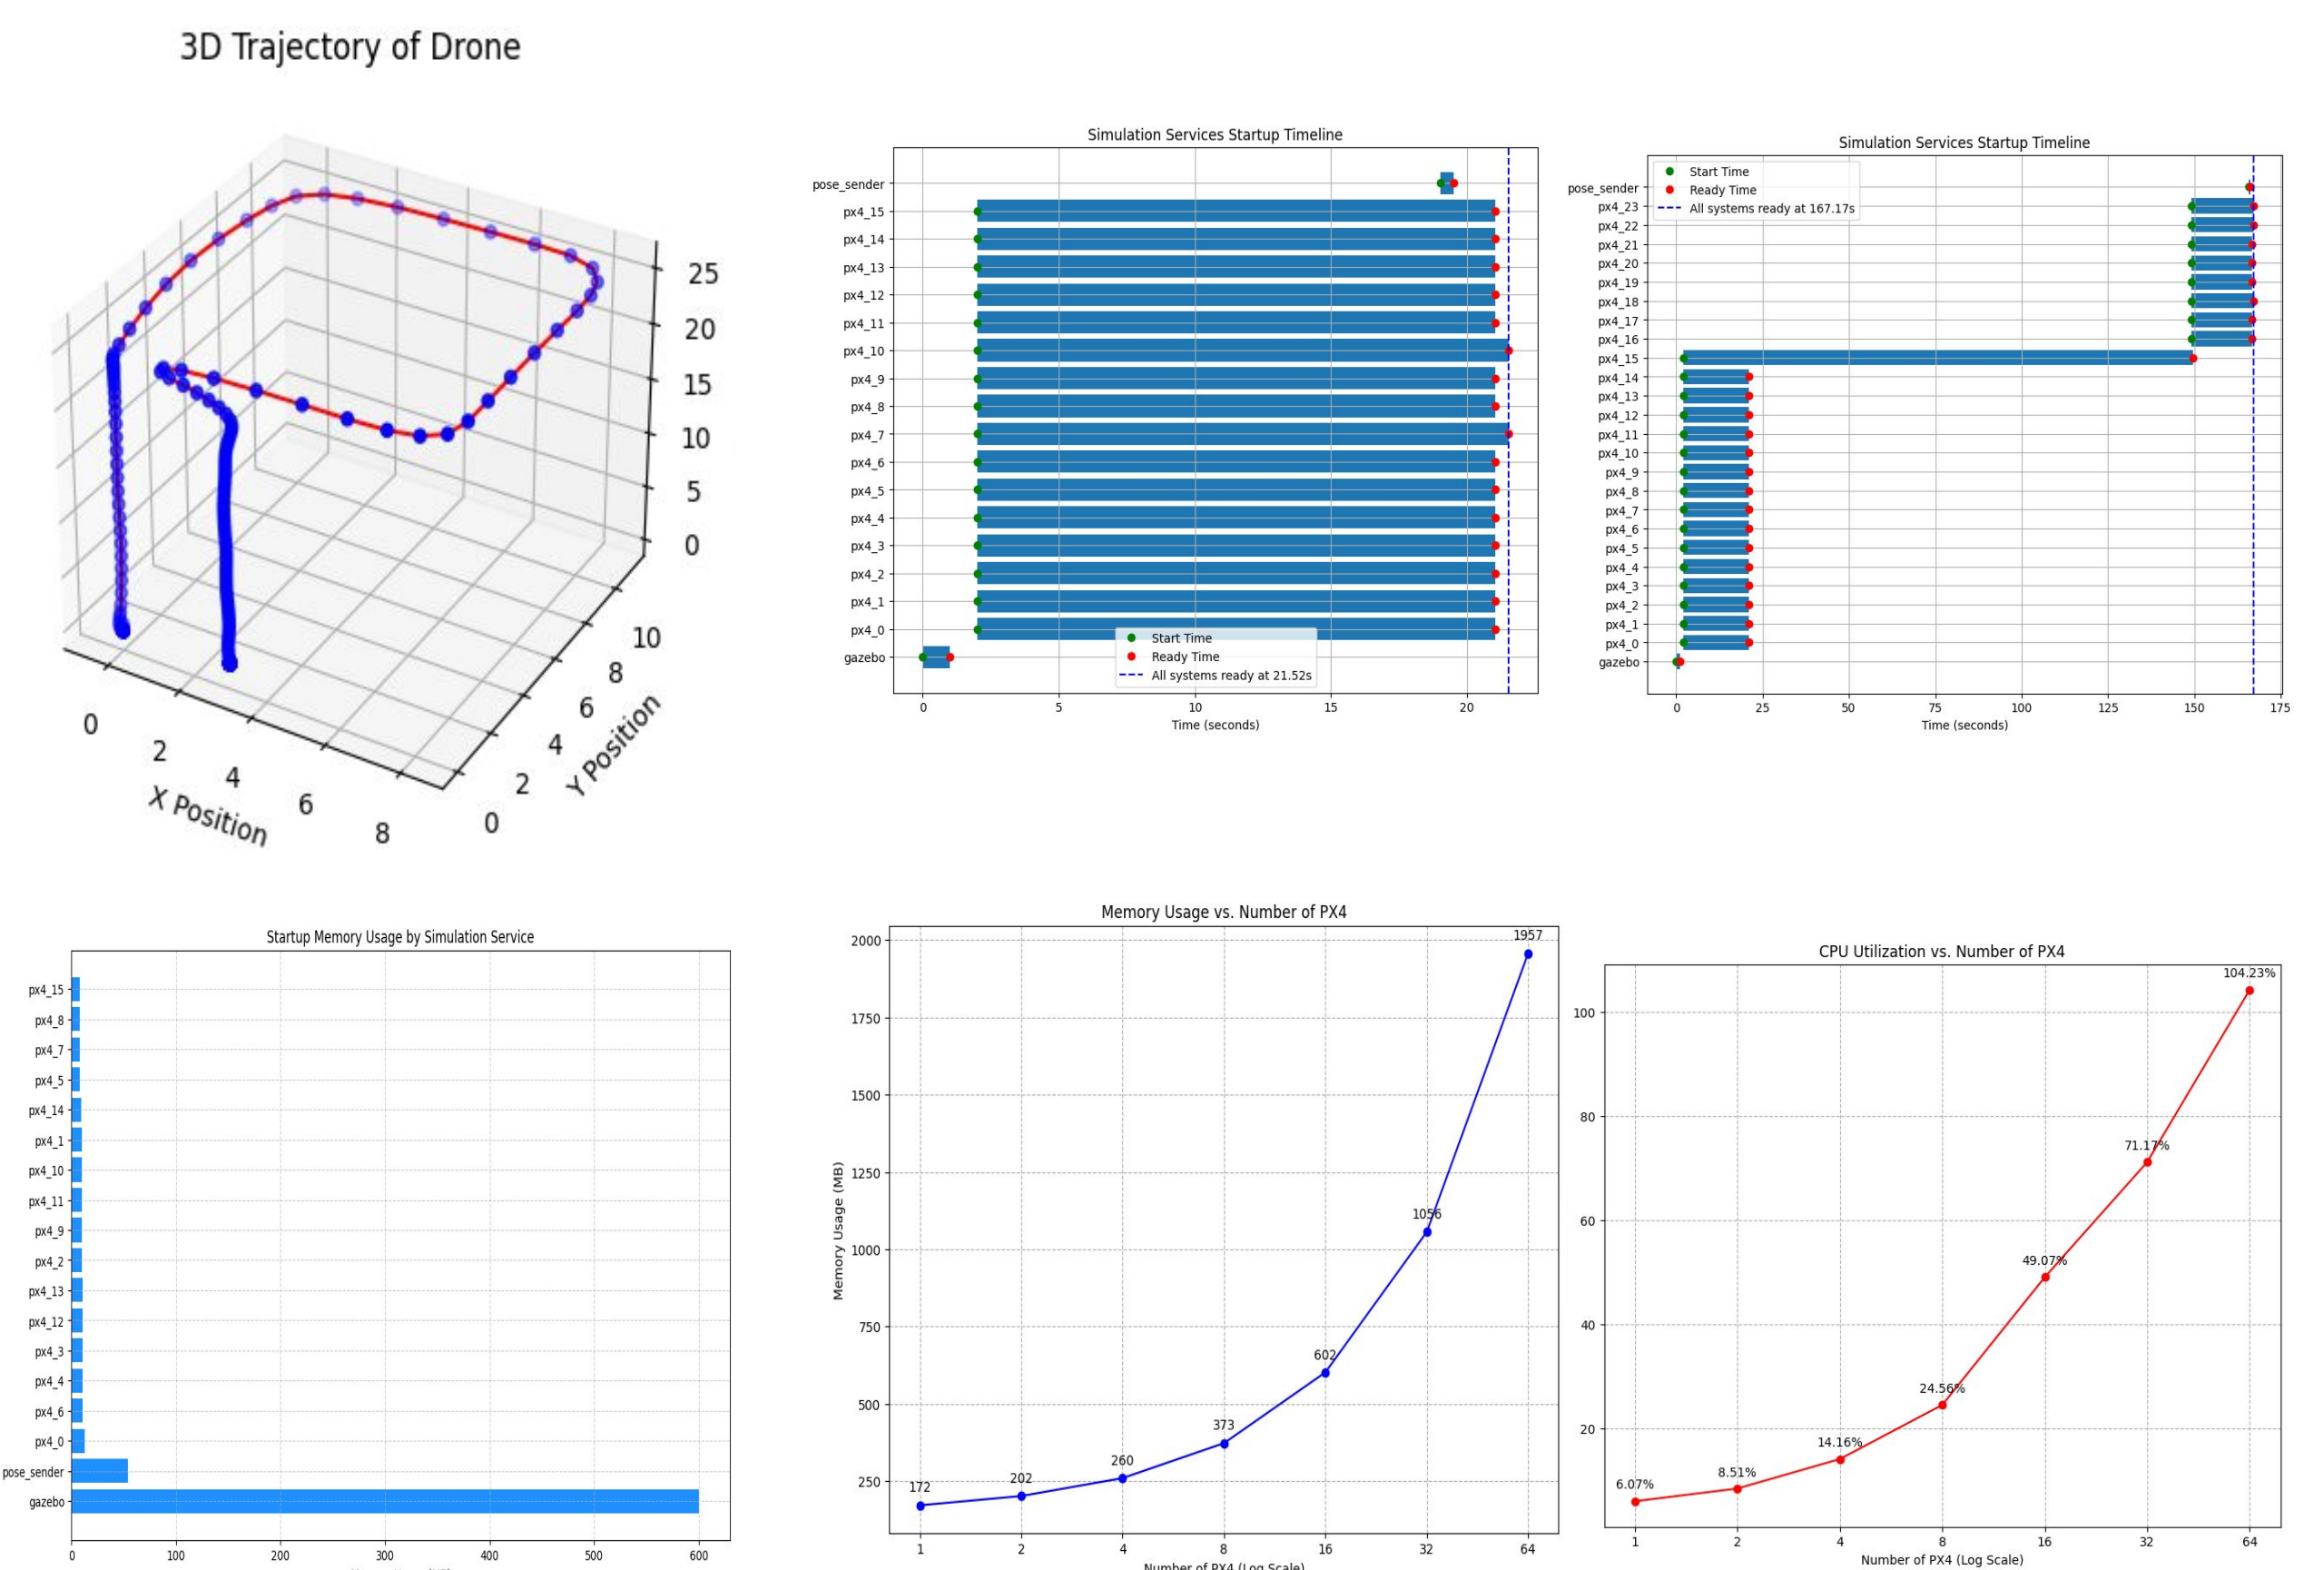 3D Trajectory of Drone
25
20
15
10
5
0
10
8
6
4
2
0
Y Position
0
2
4
6
8
X Position
Simulation Services Startup Timeline
pose_sender
px4_15
px4_14
px4_13
px4_12
px4_11
px4_10
px4_9
px4_8
px4_7
px4_6
px4_5
px4_4
px4_3
px4_2
px4_1
px4_0
gazebo
Start Time
Ready Time
All systems ready at 21.52s
0 5 10 15 20
Time (seconds)
Simulation Services Startup Timeline
Start Time
Ready Time
All systems ready at 167.17s
pose_sender
px4_23
px4_22
px4_21
px4_20
px4_19
px4_18
px4_17
px4_16
px4_15
px4_14
px4_13
px4_12
px4_11
px4_10
px4_9
px4_8
px4_7
px4_6
px4_5
px4_4
px4_3
px4_2
px4_1
px4_0
gazebo
0 25 50 75 100 125 150 175
Time (seconds)
Startup Memory Usage by Simulation Service
px4_15
px4_8
px4_7
px4_5
px4_14
px4_1
px4_10
px4_11
px4_9
px4_2
px4_13
px4_12
px4_3
px4_4
px4_6
px4_0
pose_sender
gazebo
0 100 200 300 400 500 600
Memory Usage vs. Number of PX4
Memory Usage (MB)
2000
1750
1500
1250
1000
750
500
250
172
202
260
373
602
1056
1957
1 2 4 8 16 32 64
Number of PX4 (Log Scale)
CPU Utilization vs. Number of PX4
100
80
60
40
20
6.07%
8.51%
14.16%
24.56%
49.07%
71.17%
104.23%
1 2 4 8 16 32 64
Number of PX4 (Log Scale)